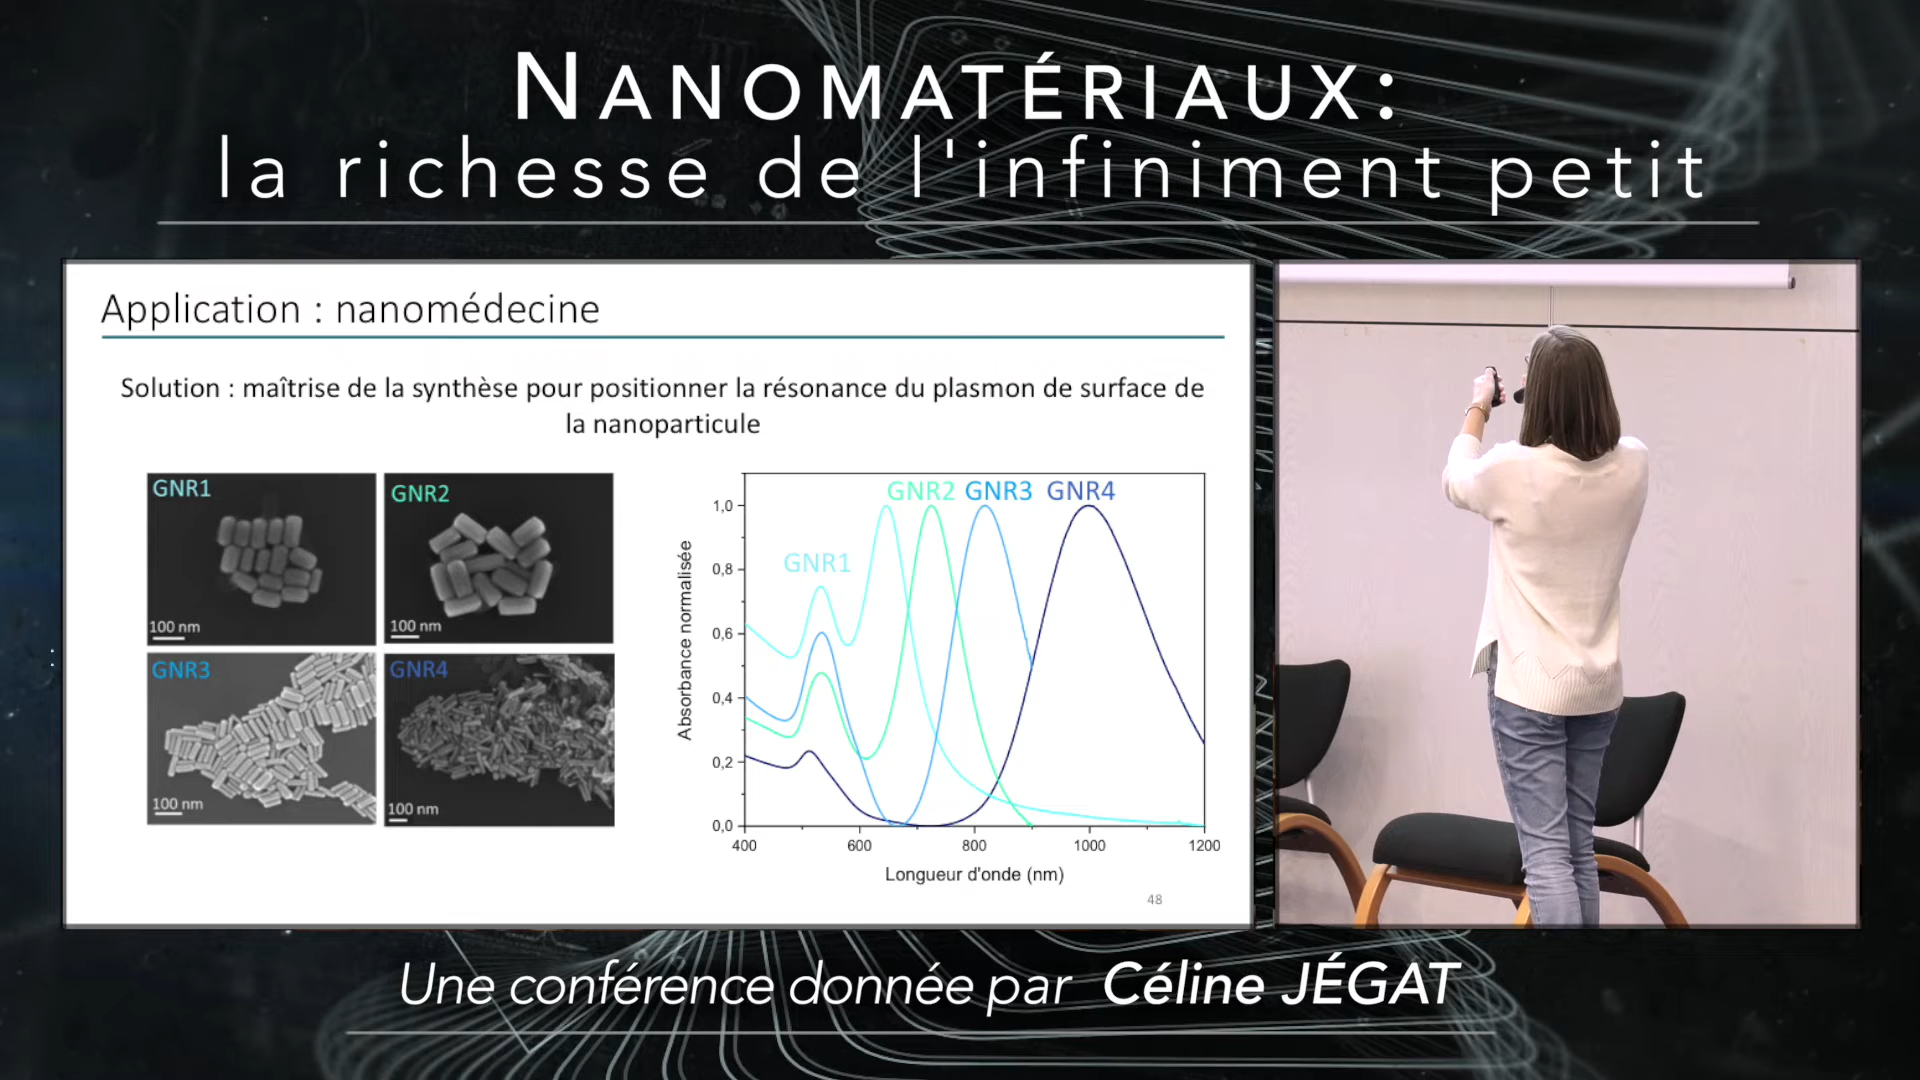 NANOMATÉRIAUX:
la richesse de l'infiniment petit
Application : nanomédecine
Solution : maîtrise de la synthèse pour positionner la résonance du plasmon de surface de
la nanoparticule
GNR1
100 nm
GNR2
100 nm
GNR3
100 nm
GNR4
100 nm
GNR2 GNR3 GNR4
GNR1
Absorbance normalisée
1,0
0,8
0,6
0,4
0,2
0,0
400 600 800 1000 1200
Longueur d'onde (nm)
48
Une conférence donnée par Céline JÉGAT